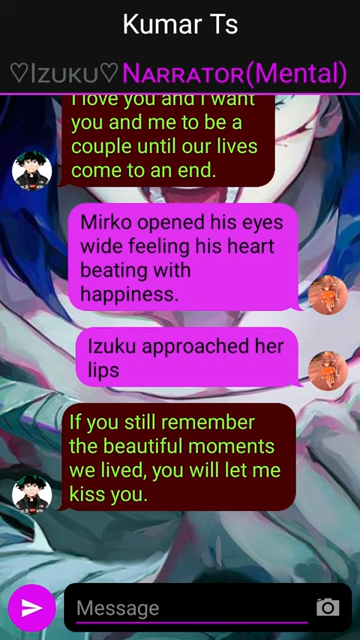 Kumar Ts
♡Izuku♡Narrator(Mental)
I love you and I want
you and me to be a
couple until our lives
come to an end.
Mirko opened his eyes
wide feeling his heart
beating with
happiness.
Izuku approached her
lips
If you still remember
the beautiful moments
we lived, you will let me
kiss you.
Message